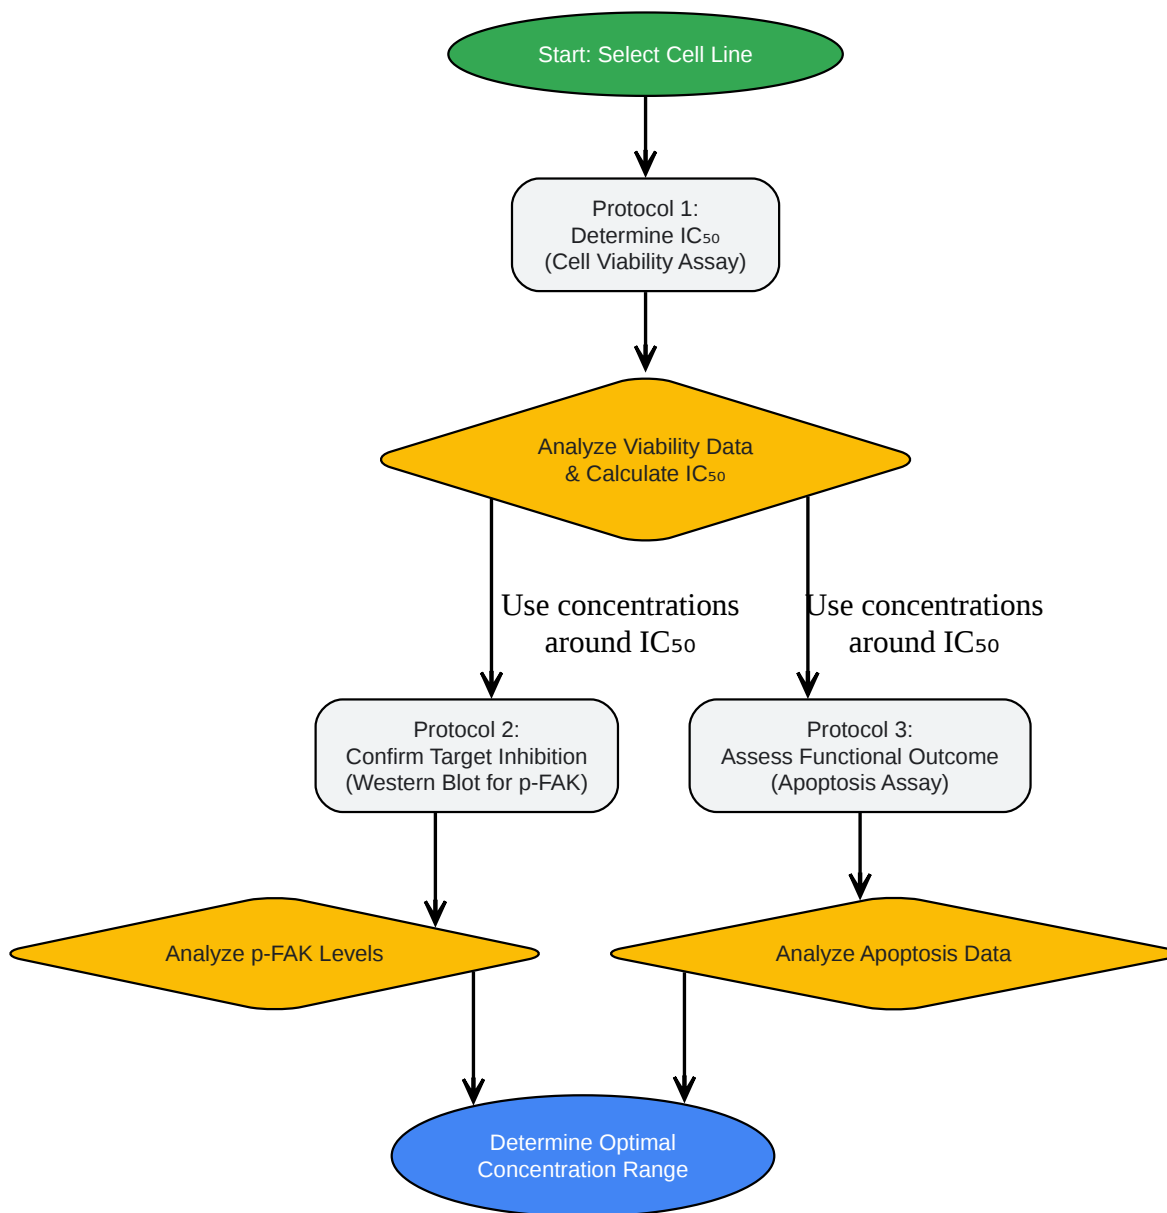 Start: Select Cell Line
Protocol 1:
Determine IC₅₀
(Cell Viability Assay)
Analyze Viability Data
& Calculate IC₅₀
Use concentrations
around IC₅₀
Use concentrations
around IC₅₀
Protocol 2:
Confirm Target Inhibition
(Western Blot for p-FAK)
Protocol 3:
Assess Functional Outcome
(Apoptosis Assay)
Analyze p-FAK Levels
Analyze Apoptosis Data
Determine Optimal
Concentration Range